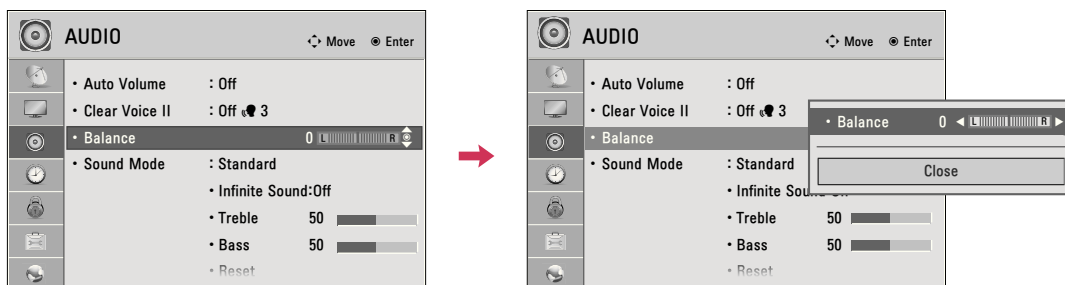 AUDIO
Move Enter
• Auto Volume : Off
• Clear Voice II : Off 3
• Balance 0 L R
• Sound Mode : Standard
• Infinite Sound:Off
• Treble 50
• Bass 50
• Reset
AUDIO
Move Enter
• Auto Volume : Off
• Clear Voice II : Off 3
• Balance
• Sound Mode : Standard
• Infinite Sou
• Treble 50
• Bass 50
• Reset
• Balance 0 ◄ L R ►
Close